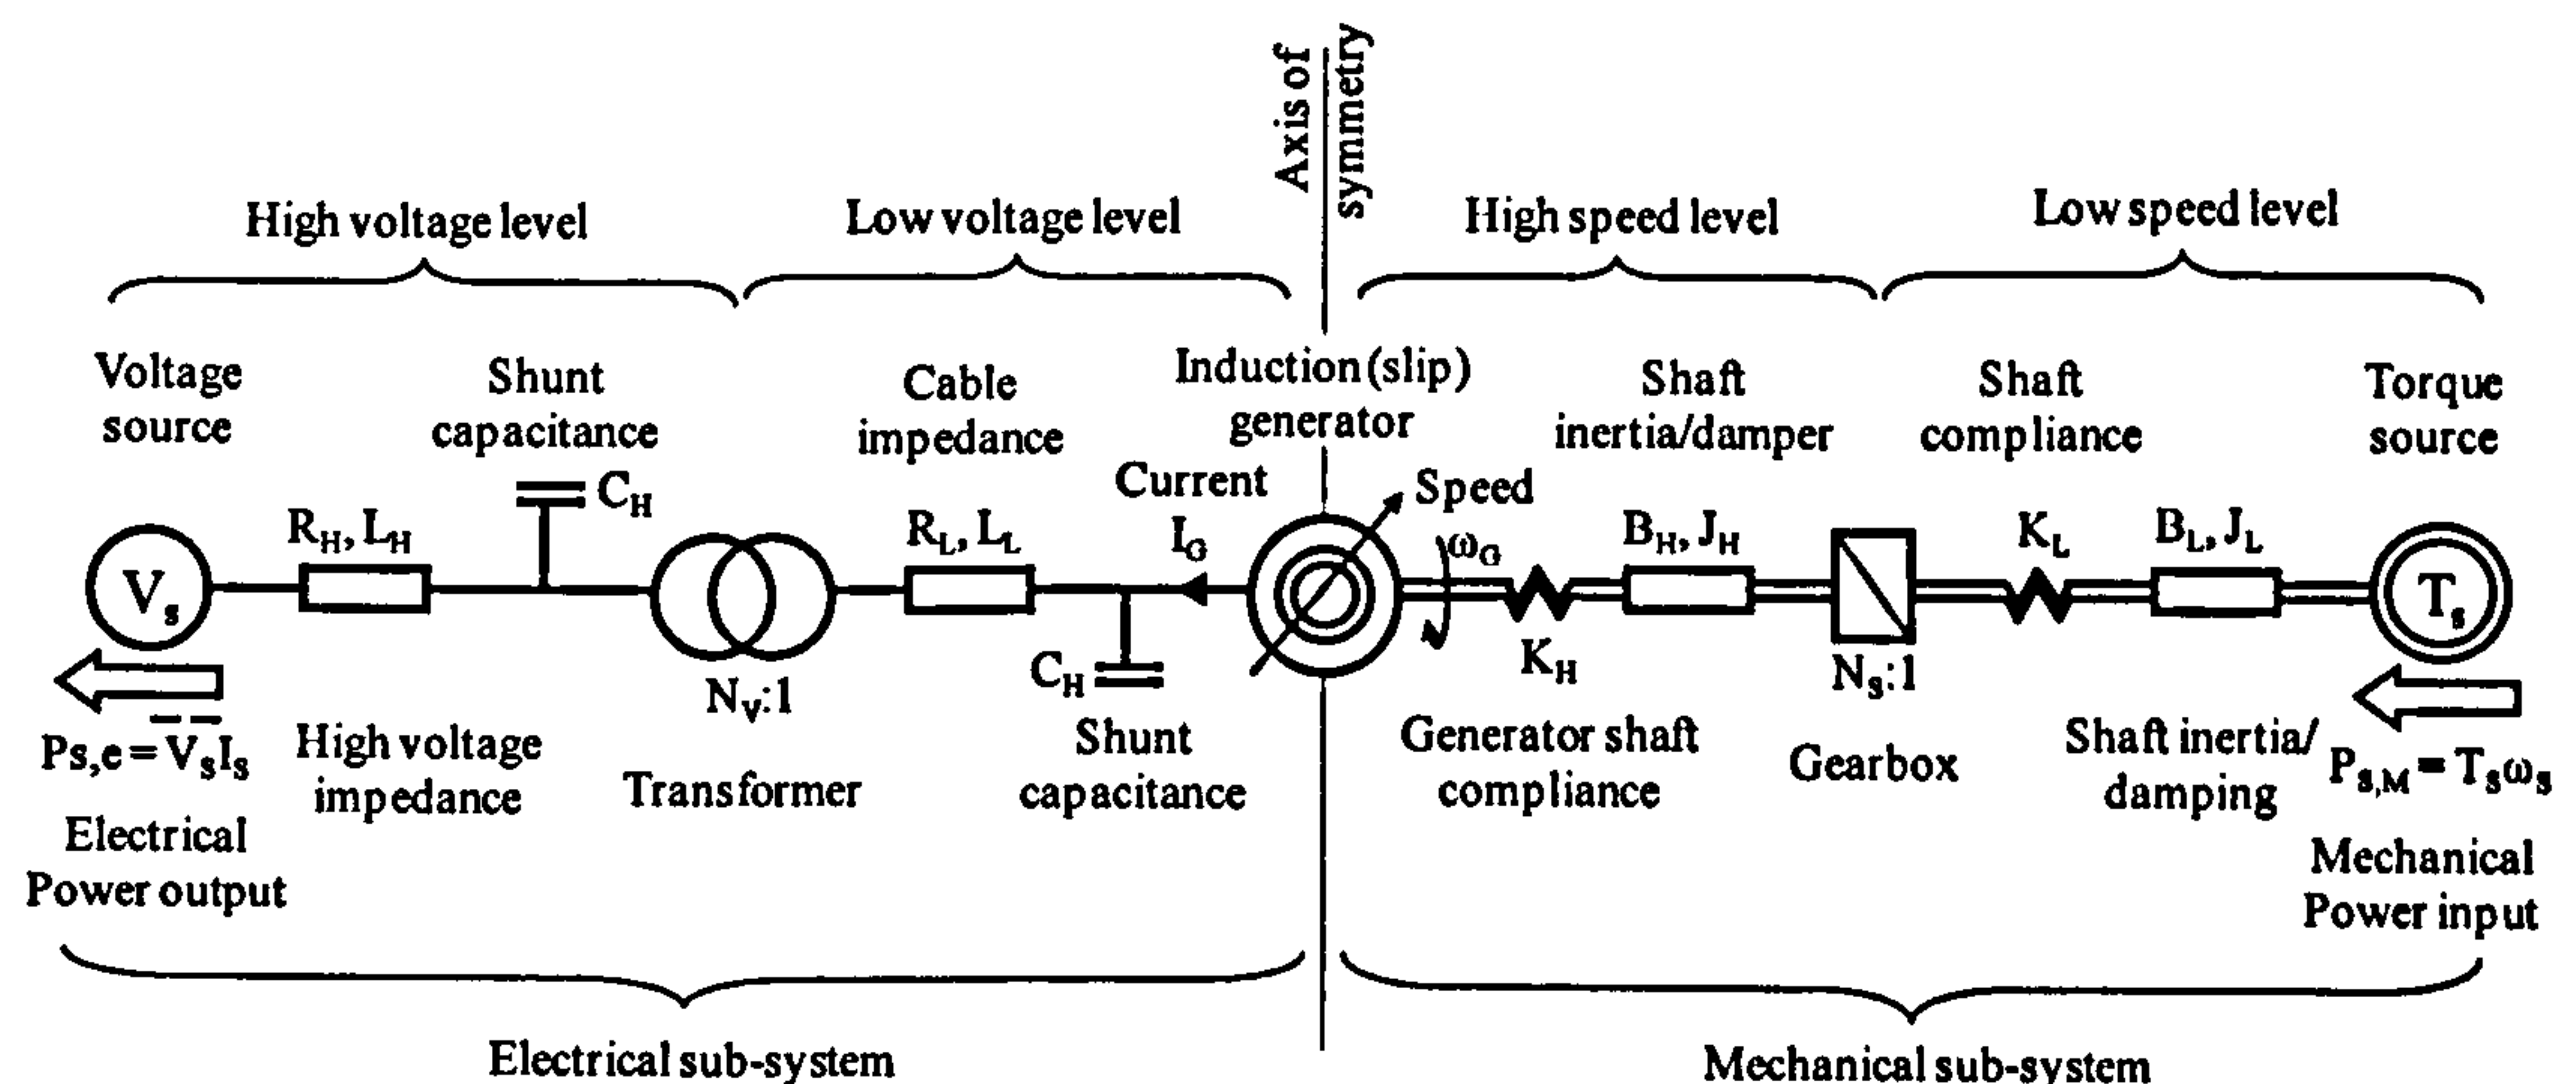 Axis of
symmetry
High voltage level
Low voltage level
High speed level
Low speed level
Voltage
source
Shunt
capacitance
Cable
impedance
Induction (slip)
generator
Shaft
inertia/damper
Shaft
compliance
Torque
source
Current
Speed
C_H
R_H, L_H
R_L, L_L
I_G
ω_G
B_H, J_H
K_L
B_L, J_L
V_s
T_s
C_H
K_H
N_V:1
N_S:1
Ps,e = V̅_s I̅_s
High voltage
impedance
Transformer
Shunt
capacitance
Generator shaft
compliance
Gearbox
Shaft inertia/
damping
P_s,M = T_s ω_s
Electrical
Power output
Mechanical
Power input
Electrical sub-system
Mechanical sub-system